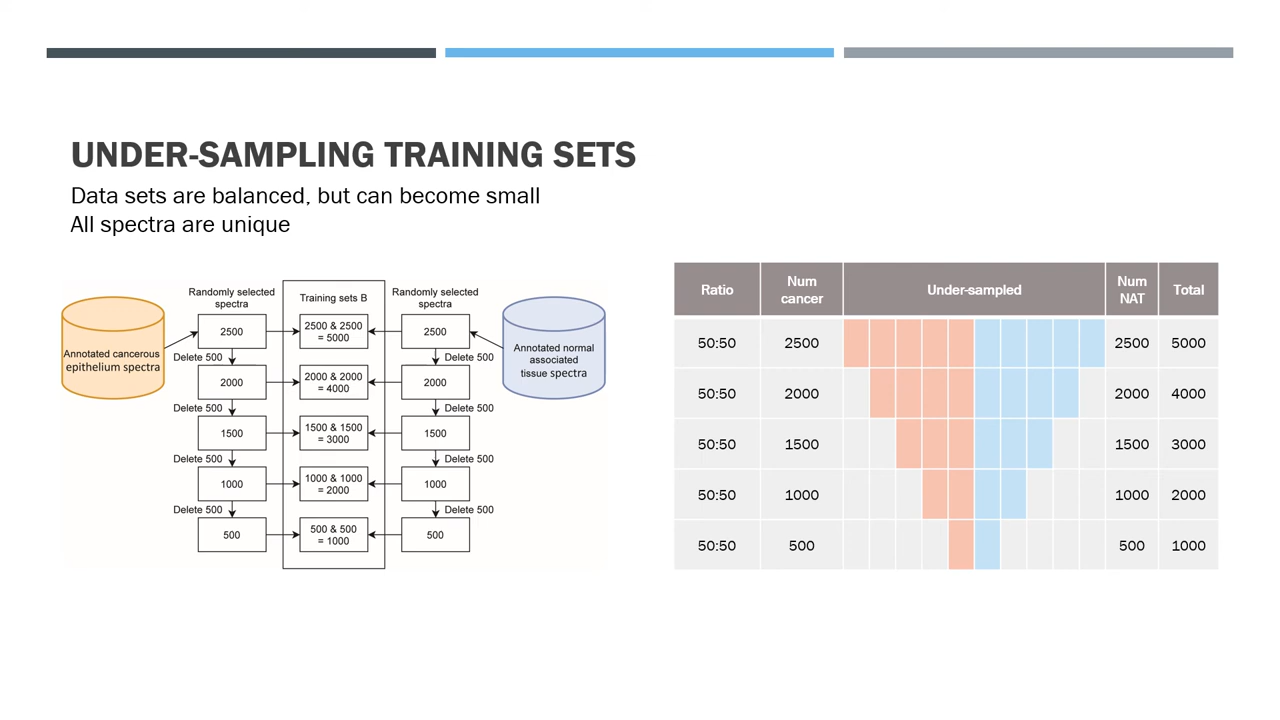 UNDER-SAMPLING TRAINING SETS
Data sets are balanced, but can become small
All spectra are unique
Annotated cancerous
epithelium spectra
Randomly selected
spectra
2500
Delete 500
2000
Delete 500
1500
Delete 500
1000
Delete 500
500
Training sets B
2500 & 2500
= 5000
2000 & 2000
= 4000
1500 & 1500
= 3000
1000 & 1000
= 2000
500 & 500
= 1000
Randomly selected
spectra
2500
Delete 500
2000
Delete 500
1500
Delete 500
1000
Delete 500
500
Annotated normal
associated
tissue spectra
Ratio Num cancer Under-sampled Num NAT Total
50:50 2500 2500 5000
50:50 2000 2000 4000
50:50 1500 1500 3000
50:50 1000 1000 2000
50:50 500 500 1000